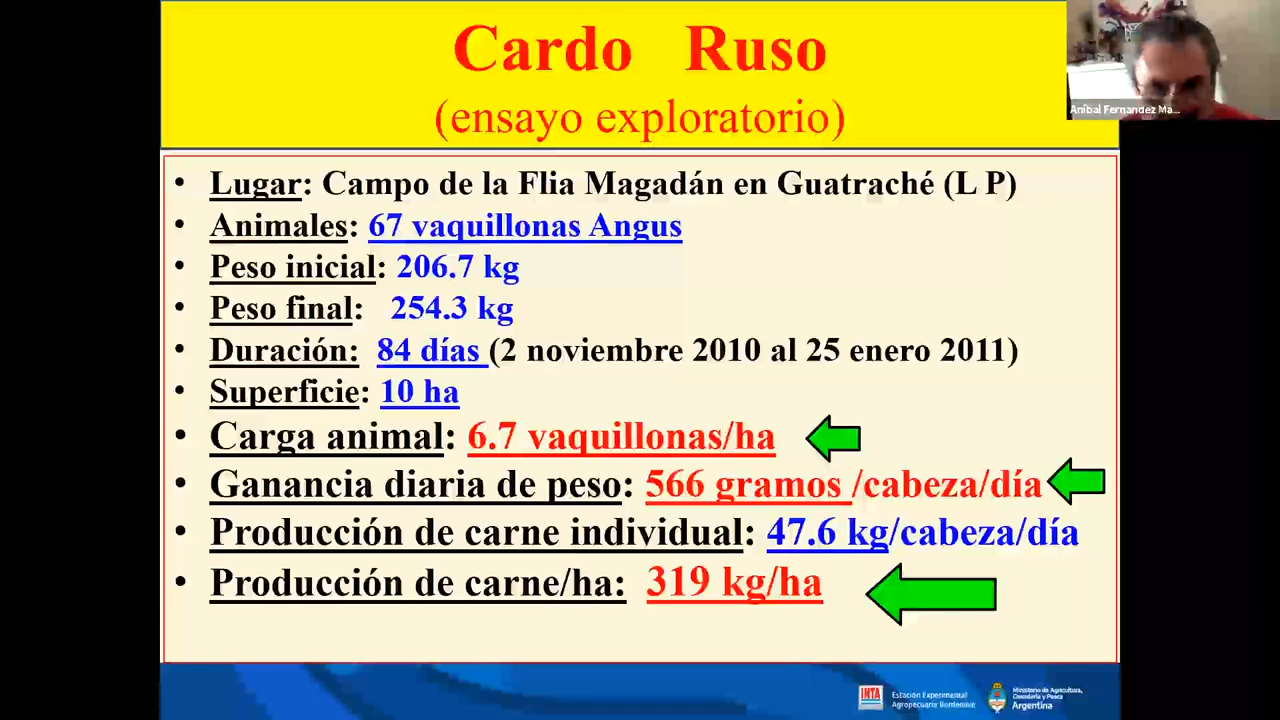 Cardo Ruso
(ensayo exploratorio)
Aníbal Fernandez Ma...
• Lugar: Campo de la Flia Magadán en Guatraché (L P)
• Animales: 67 vaquillonas Angus
• Peso inicial: 206.7 kg
• Peso final: 254.3 kg
• Duración: 84 días (2 noviembre 2010 al 25 enero 2011)
• Superficie: 10 ha
• Carga animal: 6.7 vaquillonas/ha
• Ganancia diaria de peso: 566 gramos /cabeza/día
• Producción de carne individual: 47.6 kg/cabeza/día
• Producción de carne/ha: 319 kg/ha
INTA
Estación Experimental
Agropecuaria Bordenave
Ministerio de Agricultura,
Ganadería y Pesca
Argentina